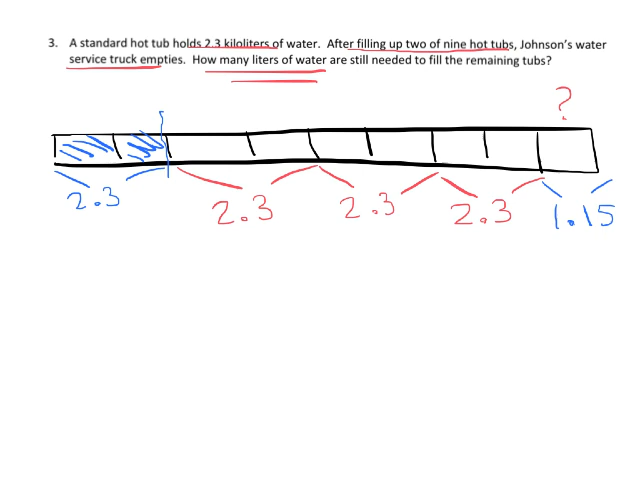 3. A standard hot tub holds 2.3 kiloliters of water. After filling up two of nine hot tubs, Johnson's water
service truck empties. How many liters of water are still needed to fill the remaining tubs?
?
2.3 2.3 2.3 2.3 1.15